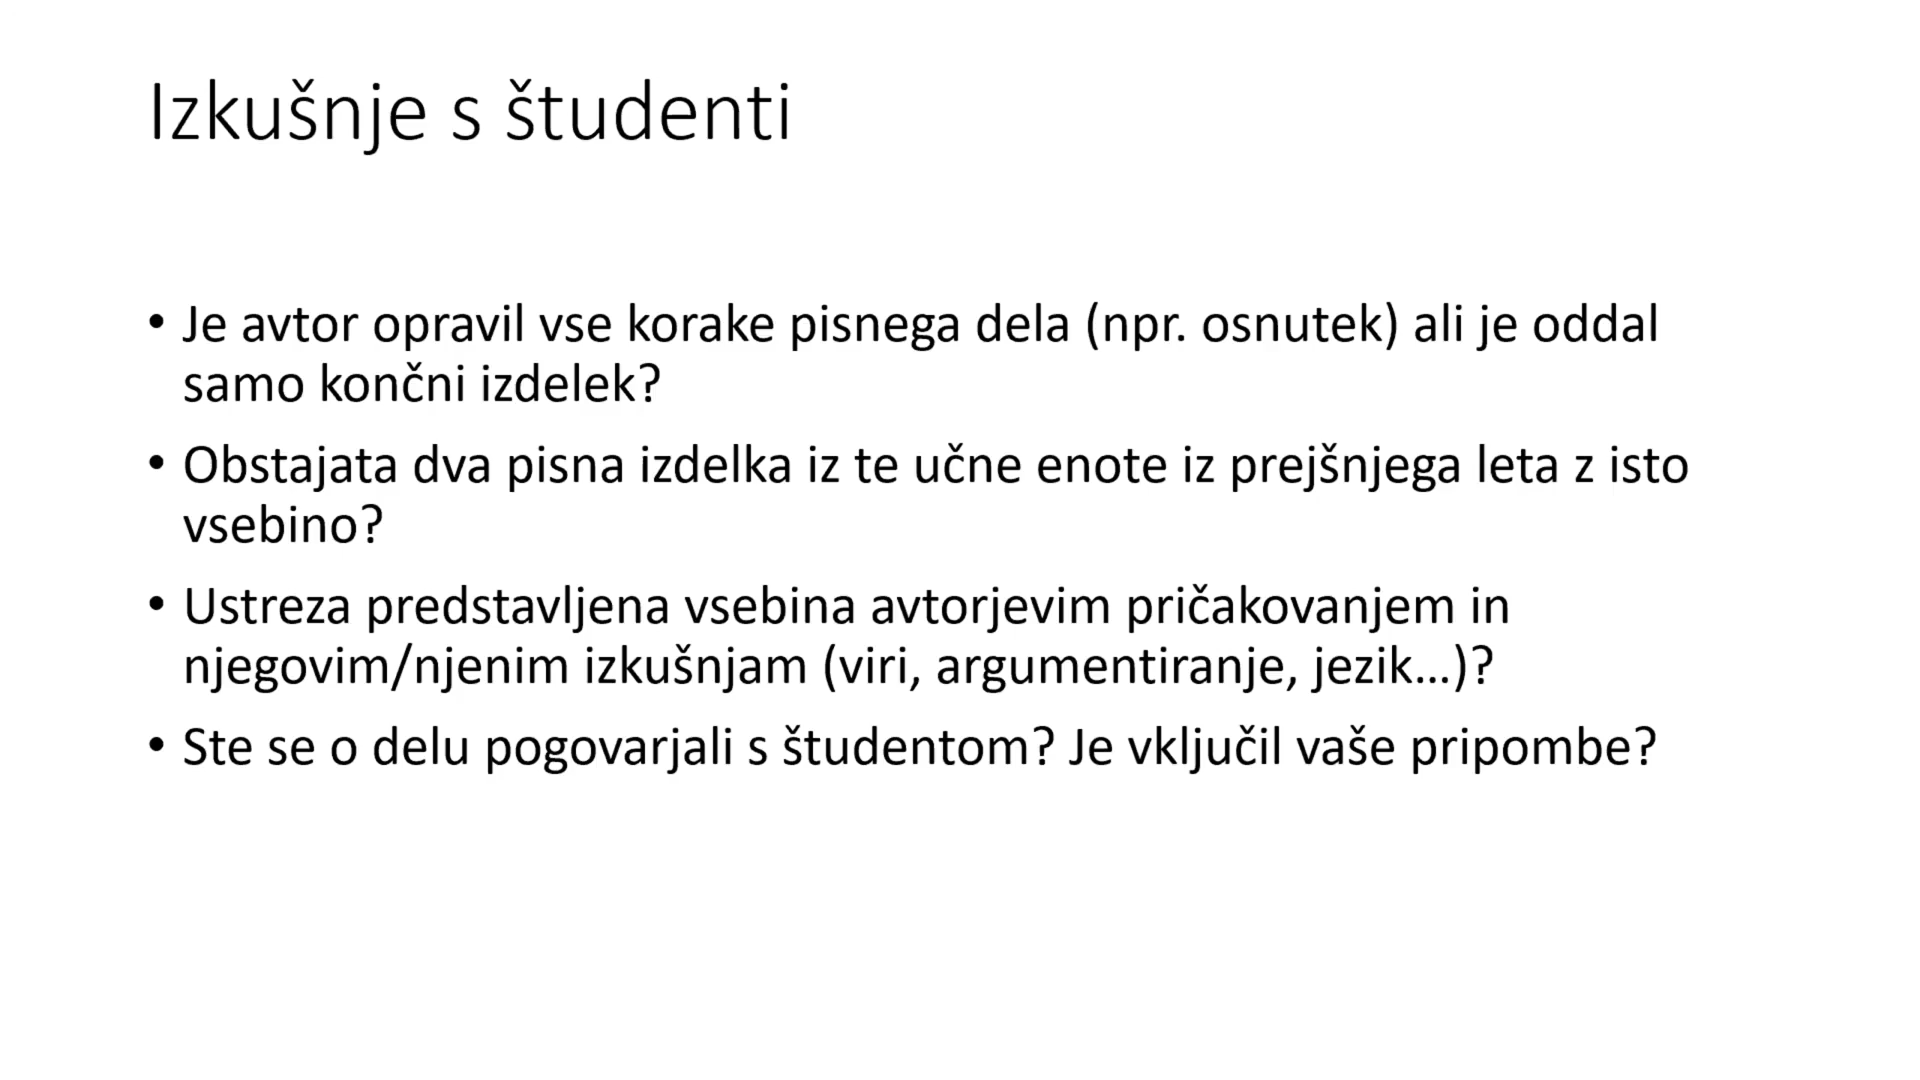 Izkušnje s študenti
• Je avtor opravil vse korake pisnega dela (npr. osnutek) ali je oddal
samo končni izdelek?
• Obstajata dva pisna izdelka iz te učne enote iz prejšnjega leta z isto
vsebino?
• Ustreza predstavljena vsebina avtorjevim pričakovanjem in
njegovim/njenim izkušnjam (viri, argumentiranje, jezik…)?
• Ste se o delu pogovarjali s študentom? Je vključil vaše pripombe?